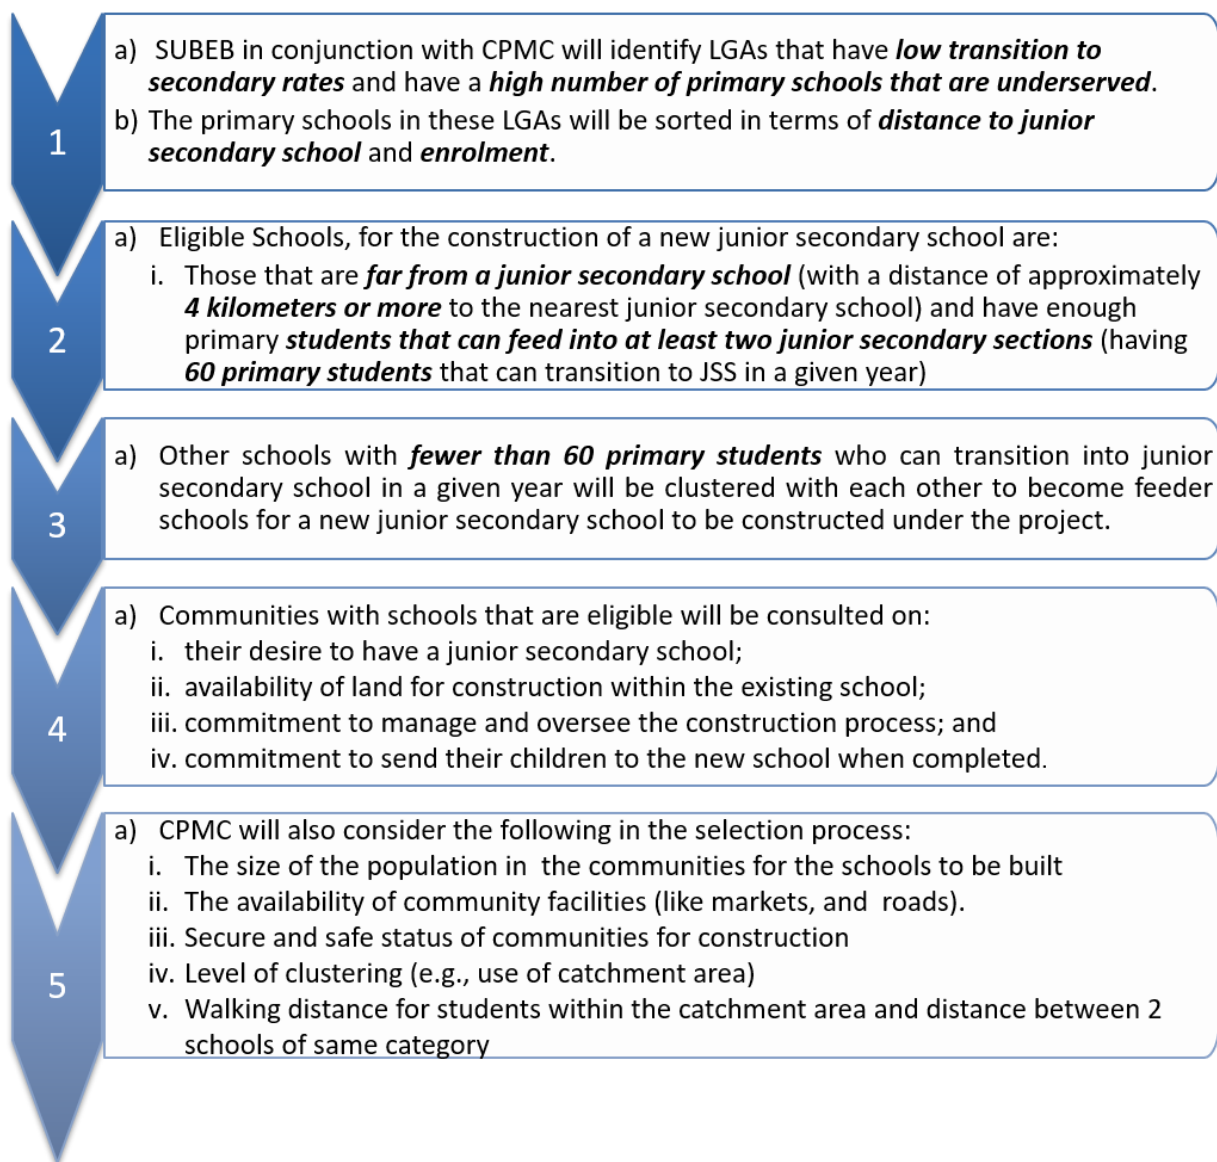 1
a) SUBEB in conjunction with CPMC will identify LGAs that have low transition to
secondary rates and have a high number of primary schools that are underserved.
b) The primary schools in these LGAs will be sorted in terms of distance to junior
secondary school and enrolment.
2
a) Eligible Schools, for the construction of a new junior secondary school are:
i. Those that are far from a junior secondary school (with a distance of approximately
4 kilometers or more to the nearest junior secondary school) and have enough
primary students that can feed into at least two junior secondary sections (having
60 primary students that can transition to JSS in a given year)
3
a) Other schools with fewer than 60 primary students who can transition into junior
secondary school in a given year will be clustered with each other to become feeder
schools for a new junior secondary school to be constructed under the project.
4
a) Communities with schools that are eligible will be consulted on:
i. their desire to have a junior secondary school;
ii. availability of land for construction within the existing school;
iii. commitment to manage and oversee the construction process; and
iv. commitment to send their children to the new school when completed.
5
a) CPMC will also consider the following in the selection process:
i. The size of the population in the communities for the schools to be built
ii. The availability of community facilities (like markets, and roads).
iii. Secure and safe status of communities for construction
iv. Level of clustering (e.g., use of catchment area)
v. Walking distance for students within the catchment area and distance between 2
schools of same category